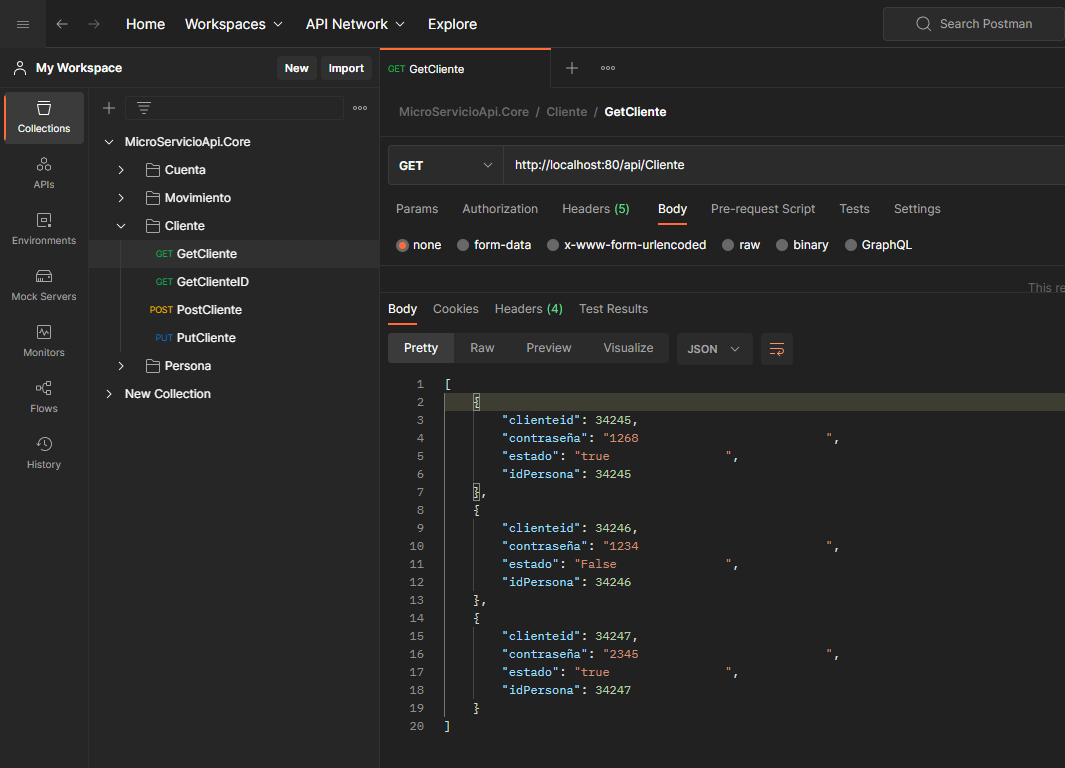 Home Workspaces API Network Explore Search Postman
My Workspace New Import
GET GetCliente
Collections
APIs
Environments
Mock Servers
Monitors
Flows
History
MicroServicioApi.Core
Cuenta
Movimiento
Cliente
GET GetCliente
GET GetClienteID
POST PostCliente
PUT PutCliente
Persona
New Collection
MicroServicioApi.Core / Cliente / GetCliente
GET http://localhost:80/api/Cliente
Params Authorization Headers (5) Body Pre-request Script Tests Settings
none form-data x-www-form-urlencoded raw binary GraphQL
This re
Body Cookies Headers (4) Test Results
Pretty Raw Preview Visualize JSON
1 [
2 {
3 "clienteid": 34245,
4 "contraseña": "1268                          ",
5 "estado": "true                ",
6 "idPersona": 34245
7 },
8 {
9 "clienteid": 34246,
10 "contraseña": "1234                          ",
11 "estado": "False               ",
12 "idPersona": 34246
13 },
14 {
15 "clienteid": 34247,
16 "contraseña": "2345                          ",
17 "estado": "true                ",
18 "idPersona": 34247
19 }
20 ]